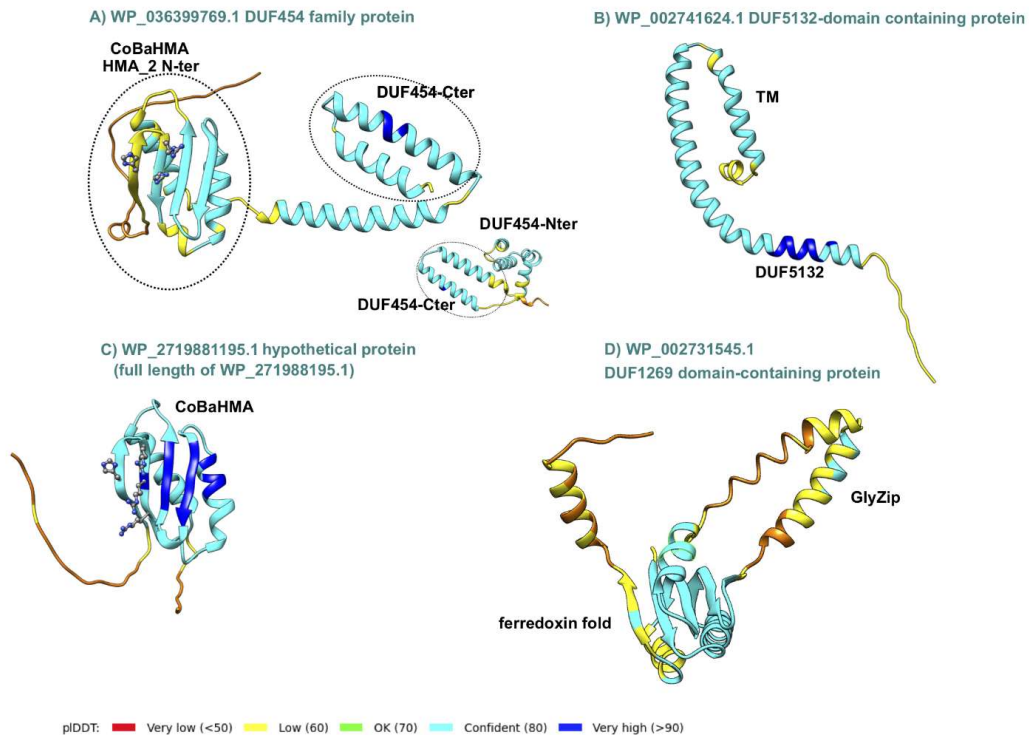 A) WP_036399769.1 DUF454 family protein
CoBaHMA
HMA_2 N-ter
DUF454-Cter
DUF454-Nter
DUF454-Cter
B) WP_002741624.1 DUF5132-domain containing protein
TM
DUF5132
C) WP_2719881195.1 hypothetical protein
(full length of WP_271988195.1)
CoBaHMA
D) WP_002731545.1
DUF1269 domain-containing protein
GlyZip
ferredoxin fold
plDDT: Very low (<50) Low (60) OK (70) Confident (80) Very high (>90)